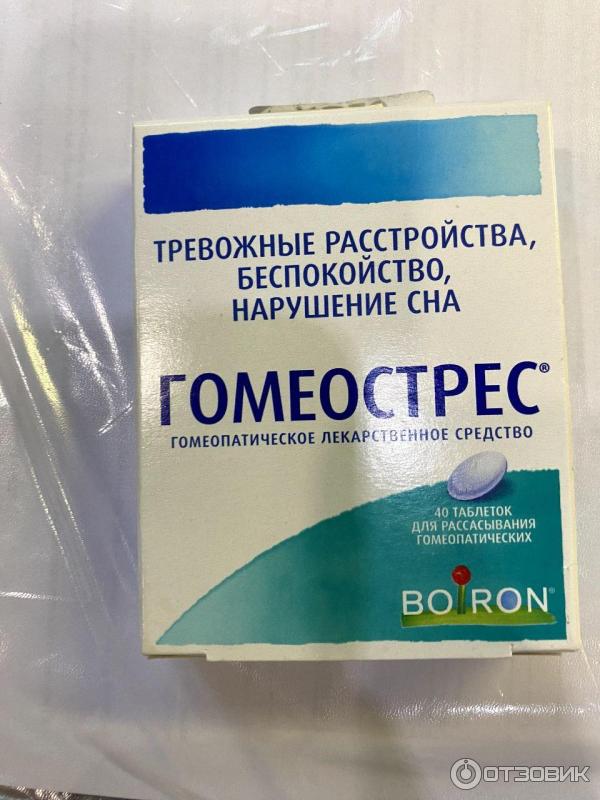 ТРЕВОЖНЫЕ РАССТРОЙСТВА,
БЕСПОКОЙСТВО,
НАРУШЕНИЕ СНА
ГОМЕОСТРЕС®
ГОМЕОПАТИЧЕСКОЕ ЛЕКАРСТВЕННОЕ СРЕДСТВО
40 ТАБЛЕТОК
ДЛЯ РАССАСЫВАНИЯ
ГОМЕОПАТИЧЕСКИХ
BOIRON®
ОТЗОВИК